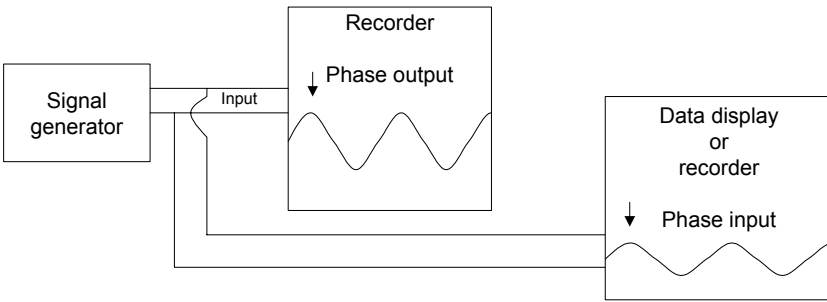 Recorder
Phase output
Signal
generator
Input
Data display
or
recorder
Phase input